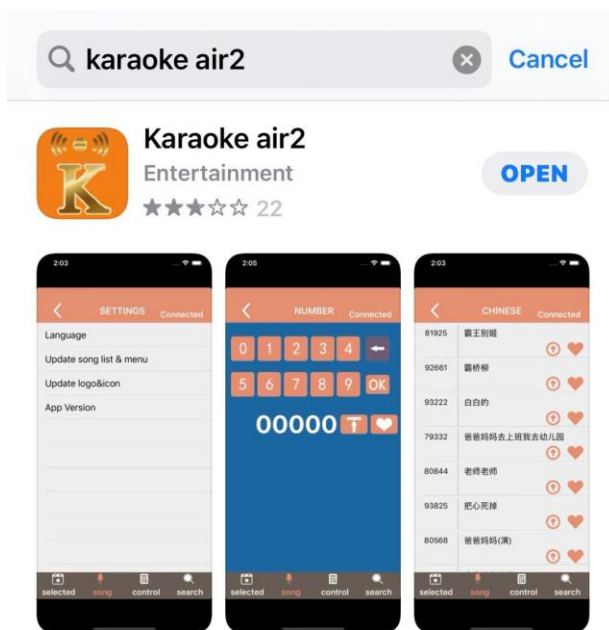 karaoke air2
Cancel
K
Karaoke air2
Entertainment
OPEN
22
2:03
SETTINGS
Connected
Language
Update song list & menu
Update logo&icon
App Version
selected
song
control
search
2:05
NUMBER
Connected
0 1 2 3 4
5 6 7 8 9 OK
00000
selected
song
control
search
2:03
CHINESE
Connected
81925 霸王别姬
92661 霸桥柳
93222 白白的
79332 爸爸妈妈去上班我去幼儿园
80844 老师老师
93825 把心死掉
80568 爸爸妈妈(演)
selected
song
control
search